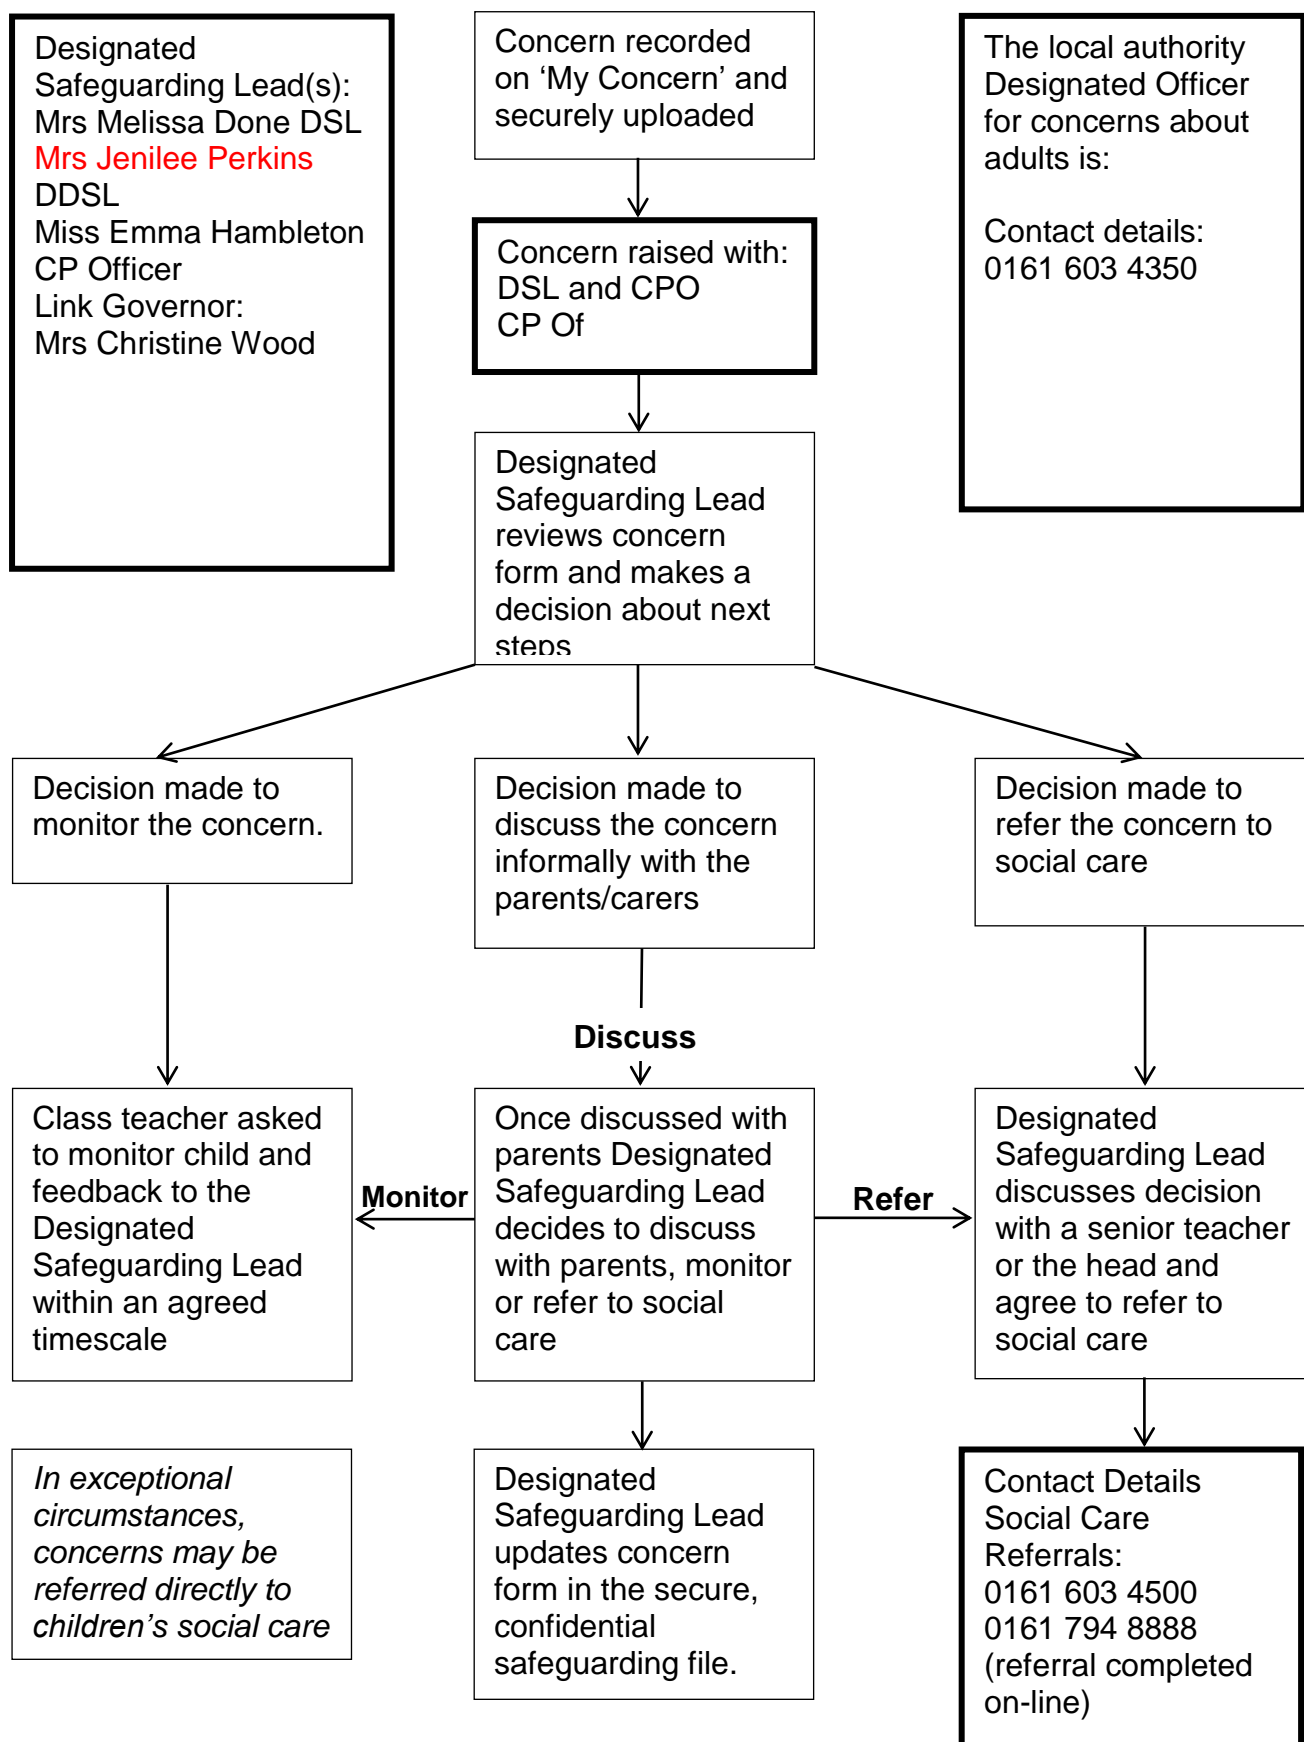 Designated
Safeguarding Lead(s):
Mrs Melissa Done DSL
Mrs Jenilee Perkins
DDSL
Miss Emma Hambleton
CP Officer
Link Governor:
Mrs Christine Wood
Concern recorded
on ‘My Concern’ and
securely uploaded
The local authority
Designated Officer
for concerns about
adults is:
Contact details:
0161 603 4350
Concern raised with:
DSL and CPO
CP Of
Designated
Safeguarding Lead
reviews concern
form and makes a
decision about next
steps
Decision made to
monitor the concern.
Decision made to
discuss the concern
informally with the
parents/carers
Decision made to
refer the concern to
social care
Discuss
Class teacher asked
to monitor child and
feedback to the
Designated
Safeguarding Lead
within an agreed
timescale
Monitor
Once discussed with
parents Designated
Safeguarding Lead
decides to discuss
with parents, monitor
or refer to social
care
Refer
Designated
Safeguarding Lead
discusses decision
with a senior teacher
or the head and
agree to refer to
social care
In exceptional
circumstances,
concerns may be
referred directly to
children’s social care
Designated
Safeguarding Lead
updates concern
form in the secure,
confidential
safeguarding file.
Contact Details
Social Care
Referrals:
0161 603 4500
0161 794 8888
(referral completed
on-line)